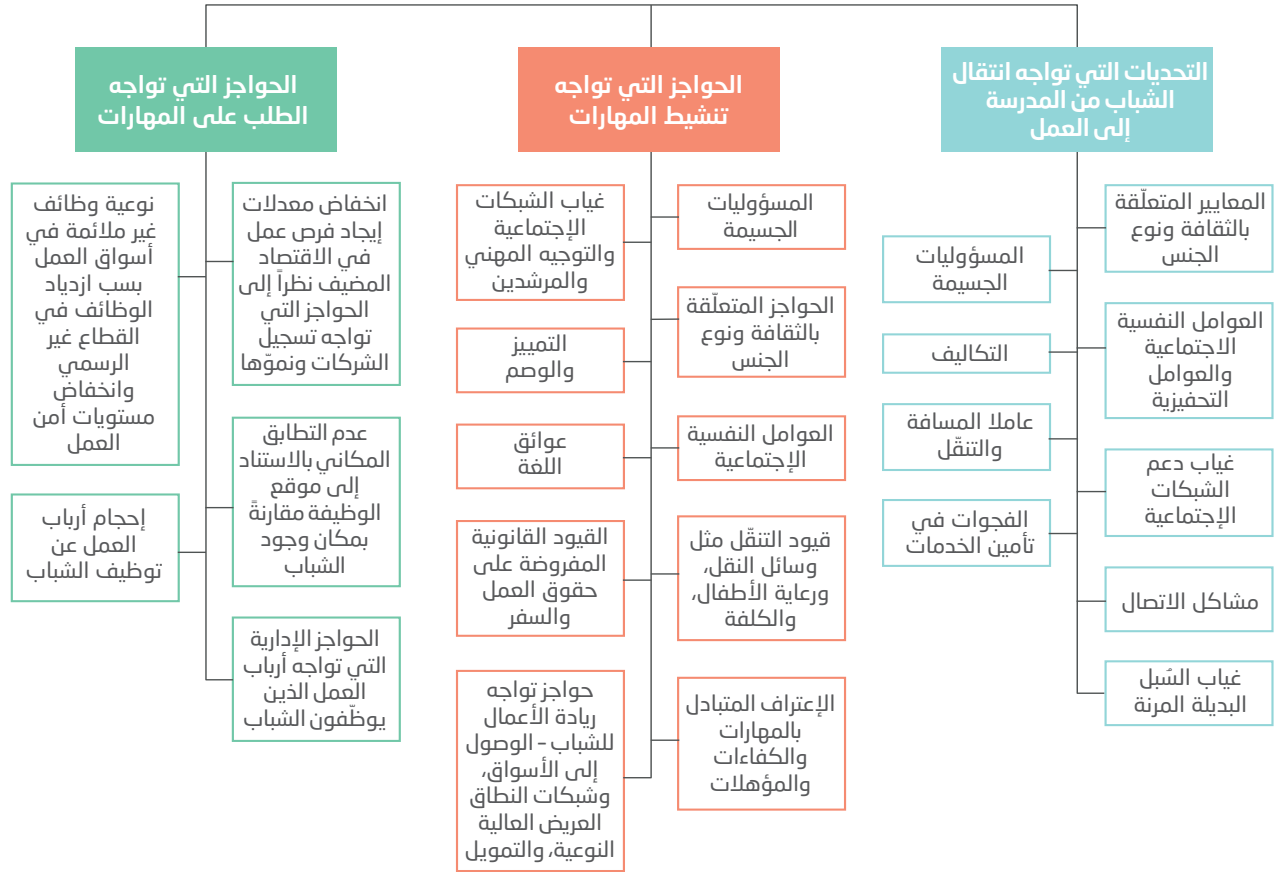 التحديات التي تواجه انتقال
الشباب من المدرسة
إلى العمل
المعايير المتعلّقة
بالثقافة ونوع
الجنس
العوامل النفسية
الاجتماعية
والعوامل
التحفيزية
غياب دعم
الشبكات
الإجتماعية
مشاكل الاتصال
غياب السُبل
البديلة المرنة
المسؤوليات
الجسيمة
التكاليف
عاملا المسافة
والتنقّل
الفجوات في
تأمين الخدمات
الحواجز التي تواجه
تنشيط المهارات
المسؤوليات
الجسيمة
الحواجز المتعلّقة
بالثقافة ونوع
الجنس
العوامل النفسية
الإجتماعية
قيود التنقّل مثل
وسائل النقل،
ورعاية الأطفال،
والكلفة
الإعتراف المتبادل
بالمهارات
والكفاءات
والمؤهلات
غياب الشبكات
الإجتماعية
والتوجيه المهني
والمرشدين
التمييز
والوصم
عوائق
اللغة
القيود القانونية
المفروضة على
حقوق العمل
والسفر
حواجز تواجه
ريادة الأعمال
للشباب – الوصول
إلى الأسواق،
وشبكات النطاق
العريض العالية
النوعية، والتمويل
الحواجز التي تواجه
الطلب على المهارات
انخفاض معدلات
إيجاد فرص عمل
في الاقتصاد
المضيف نظراً إلى
الحواجز التي
تواجه تسجيل
الشركات ونموّها
عدم التطابق
المكاني بالاستناد
إلى موقع
الوظيفة مقارنةً
بمكان وجود
الشباب
الحواجز الإدارية
التي تواجه أرباب
العمل الذين
يوظّفون الشباب
نوعية وظائف
غير ملائمة في
أسواق العمل
بسب ازدياد
الوظائف في
القطاع غير
الرسمي
وانخفاض
مستويات أمن
العمل
إحجام أرباب
العمل عن
توظيف الشباب